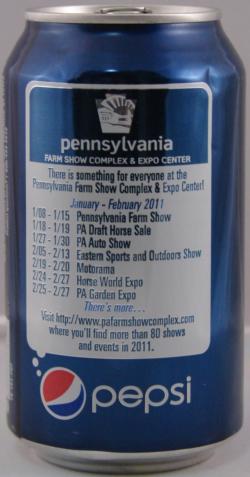 pennsylvania
FARM SHOW COMPLEX & EXPO CENTER
There is something for everyone at the
Pennsylvania Farm Show Complex & Expo Center!
January - February 2011
1/08 - 1/15 Pennsylvania Farm Show
1/18 - 1/19 PA Draft Horse Sale
1/27 - 1/30 PA Auto Show
2/05 - 2/13 Eastern Sports and Outdoors Show
2/19 - 2/20 Motorama
2/24 - 2/27 Horse World Expo
2/25 - 2/27 PA Garden Expo
There's more...
Visit http://www.pafarmshowcomplex.com
where you'll find more than 80 shows
and events in 2011.
pepsi